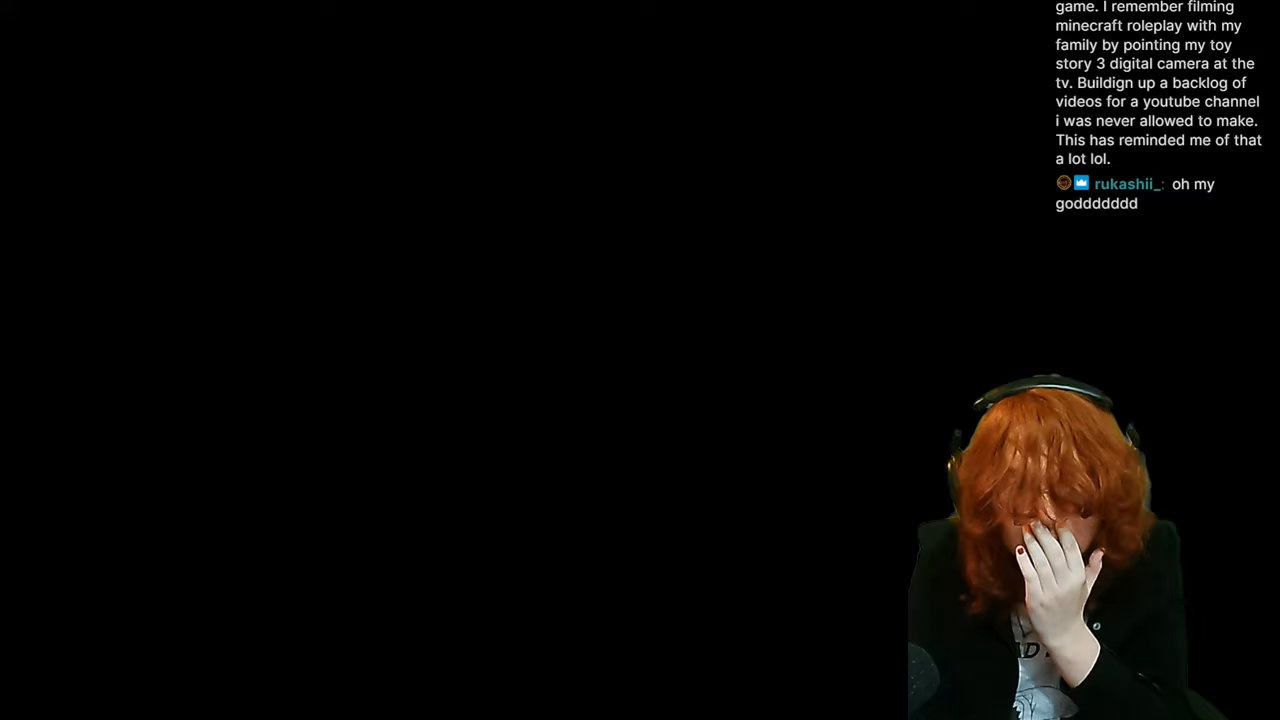 game. I remember filming
minecraft roleplay with my
family by pointing my toy
story 3 digital camera at the
tv. Buildign up a backlog of
videos for a youtube channel
i was never allowed to make.
This has reminded me of that
a lot lol.
rukashii_: oh my
goddddddd